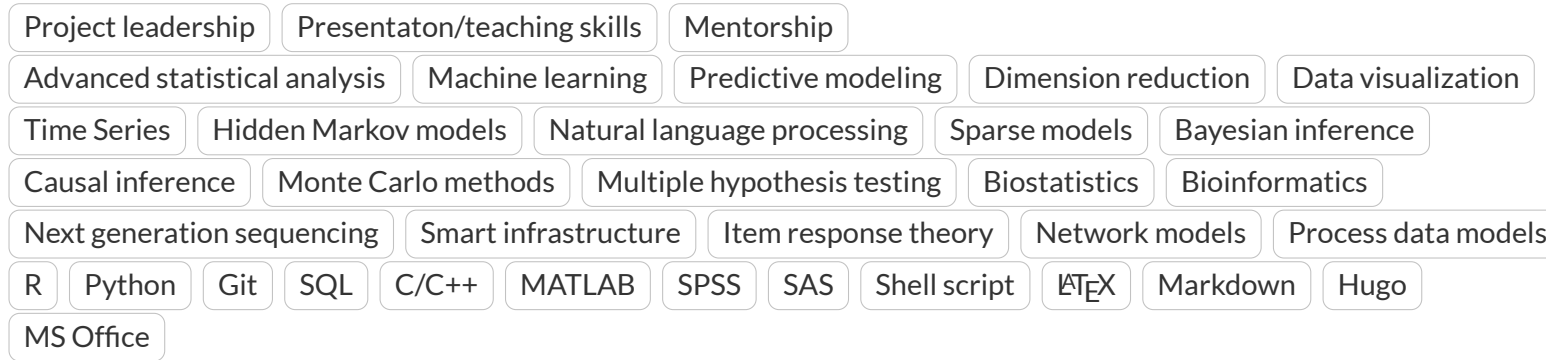 Project leadership Presentaton/teaching skills Mentorship
Advanced statistical analysis Machine learning Predictive modeling Dimension reduction Data visualization
Time Series Hidden Markov models Natural language processing Sparse models Bayesian inference
Causal inference Monte Carlo methods Multiple hypothesis testing Biostatistics Bioinformatics
Next generation sequencing Smart infrastructure Item response theory Network models Process data models
R Python Git SQL C/C++ MATLAB SPSS SAS Shell script LATEX Markdown Hugo
MS Office